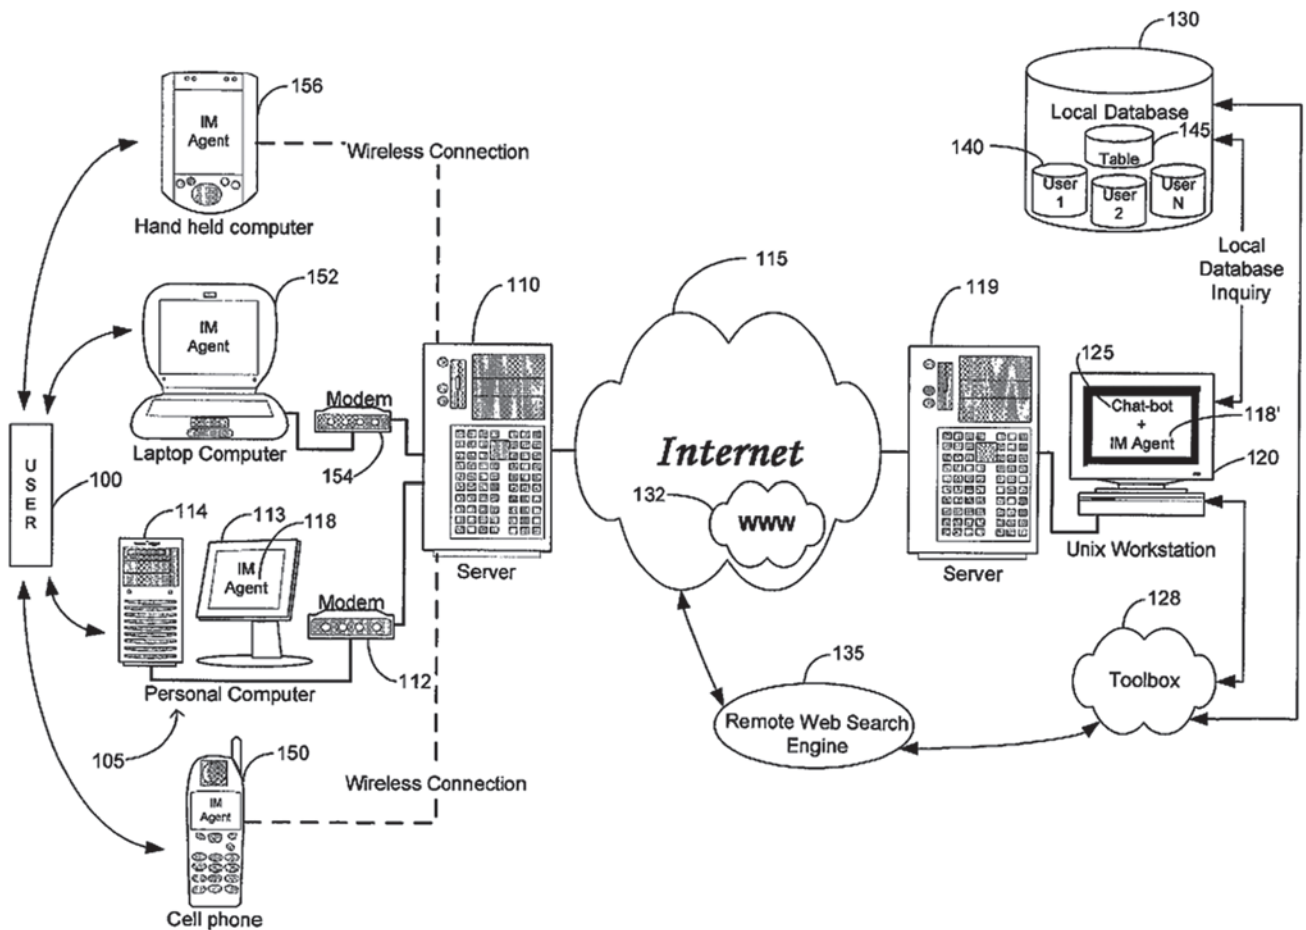 130
156
IM
Agent
Wireless Connection
Hand held computer
Local Database
145
140
Table
User
1
User
2
User
N
Local
Database
Inquiry
152
IM
Agent
Modem
154
Laptop Computer
110
Server
115
Internet
132
WWW
119
Server
125
Chat-bot
+
IM Agent
118'
120
Unix Workstation
USER
100
114
113
118
IM
Agent
Modem
112
Personal Computer
105
128
Toolbox
135
Remote Web Search
Engine
150
IM
Agent
Wireless Connection
Cell phone